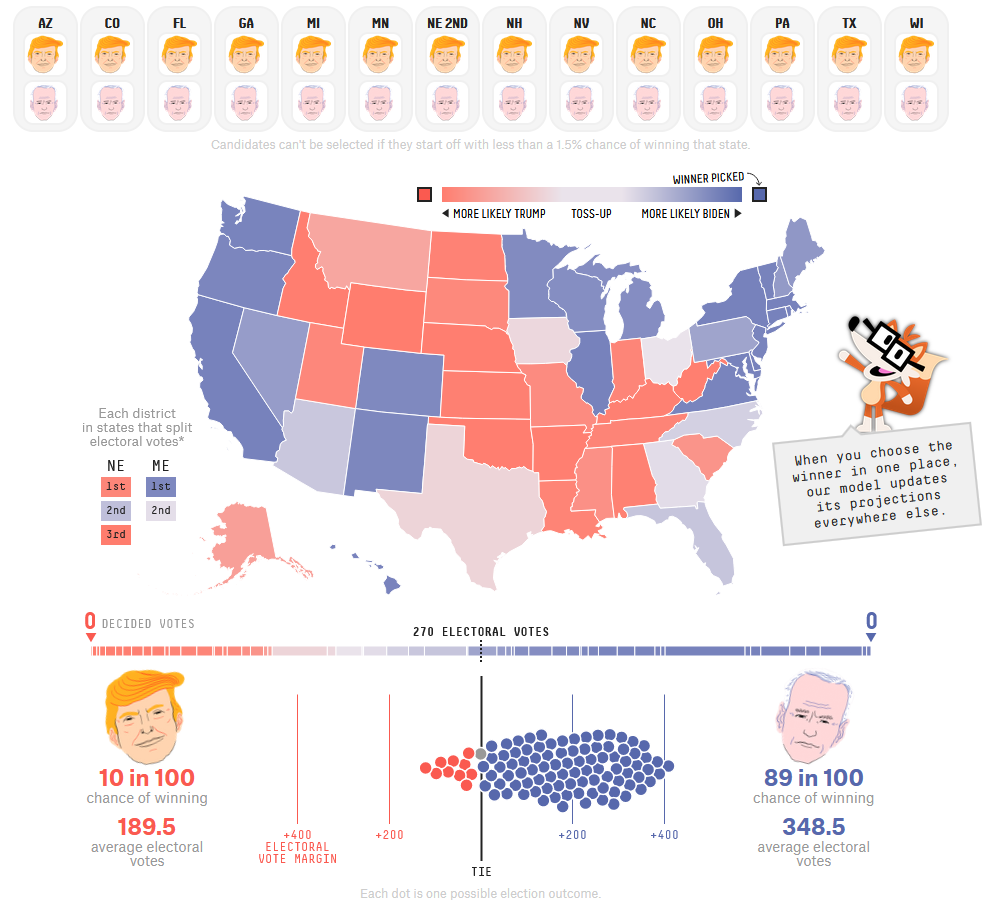 AZ CO FL GA MI MN NE 2ND NH NV NC OH PA TX WI
Candidates can't be selected if they start off with less than a 1.5% chance of winning that state.
WINNER PICKED
◀ MORE LIKELY TRUMP TOSS-UP MORE LIKELY BIDEN ▶
When you choose the
winner in one place,
our model updates
its projections
everywhere else.
Each district
in states that split
electoral votes*
NE ME
1st 1st
2nd 2nd
3rd
0 DECIDED VOTES
270 ELECTORAL VOTES
0
10 in 100
chance of winning
189.5
average electoral
votes
+400
ELECTORAL
VOTE MARGIN
+200
TIE
+200
+400
89 in 100
chance of winning
348.5
average electoral
votes
Each dot is one possible election outcome.